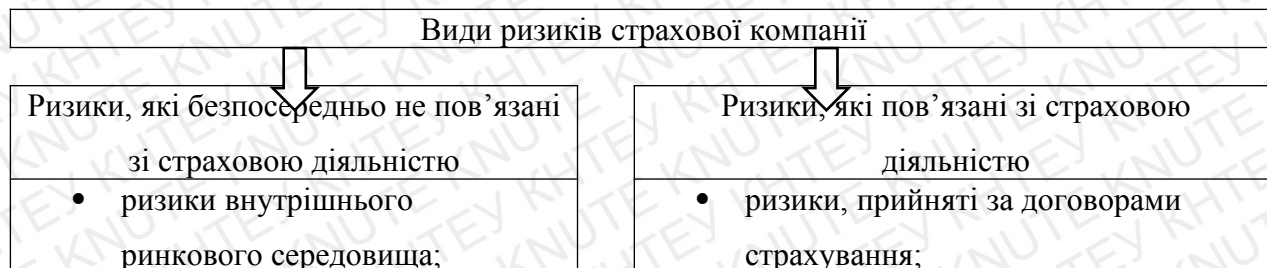 Види ризиків страхової компанії
Ризики, які безпосередньо не пов’язані
зі страховою діяльністю
• ризики внутрішнього
ринкового середовища;
Ризики, які пов’язані зі страховою
діяльністю
• ризики, прийняті за договорами
страхування;